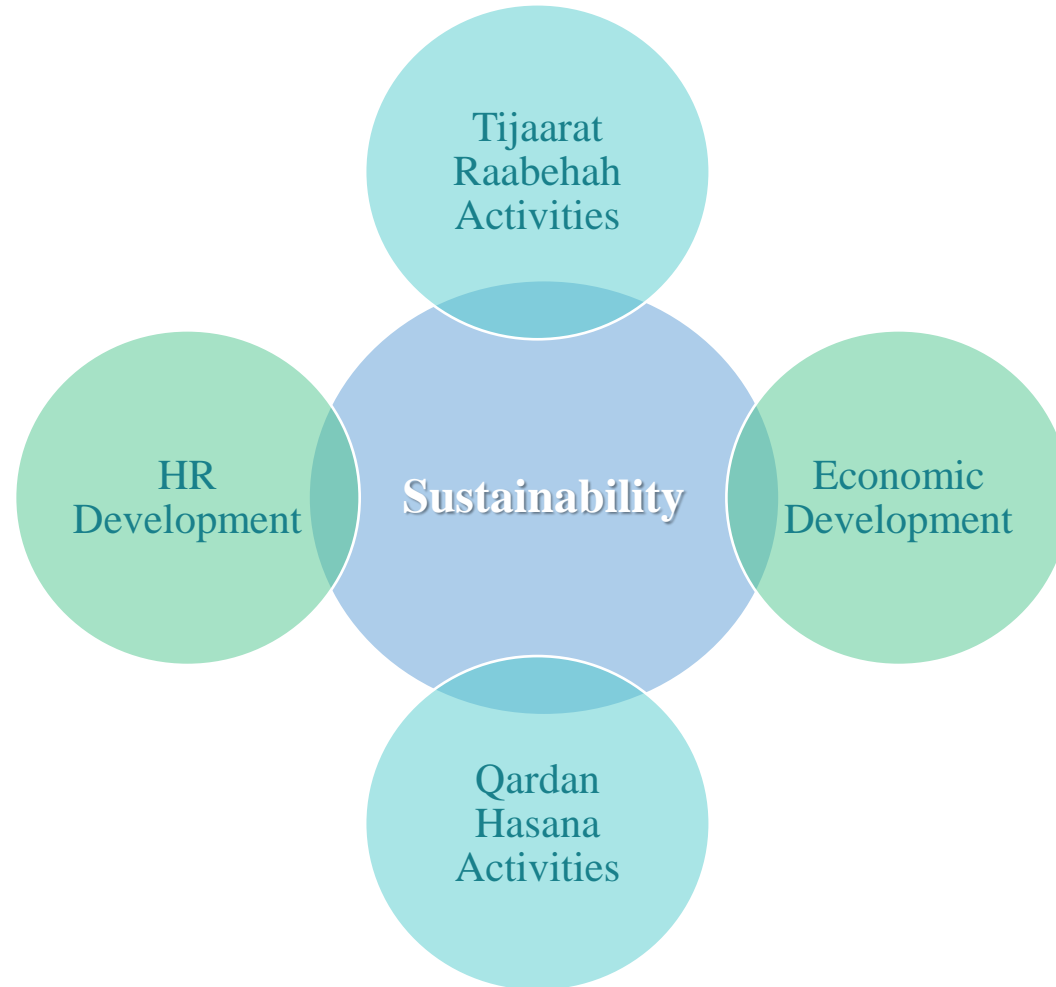 Tijaarat
Raabehah
Activities
HR
Development
Sustainability
Economic
Development
Qardan
Hasana
Activities